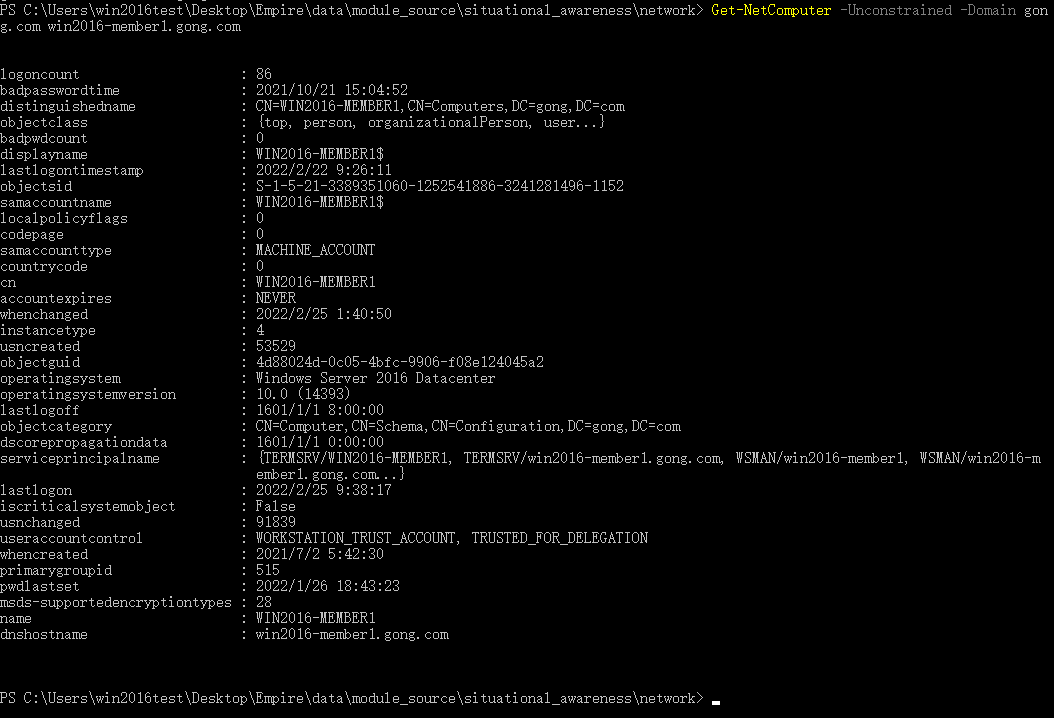 PS C:\Users\win2016test\Desktop\Empire\data\module_source\situational_awareness\network> Get-NetComputer -Unconstrained -Domain gon
g.com win2016-member1.gong.com
logoncount : 86
badpasswordtime : 2021/10/21 15:04:52
distinguishedname : CN=WIN2016-MEMBER1,CN=Computers,DC=gong,DC=com
objectclass : {top, person, organizationalPerson, user...}
badpwdcount : 0
displayname : WIN2016-MEMBER1$
lastlogontimestamp : 2022/2/22 9:26:11
objectsid : S-1-5-21-3389351060-1252541886-3241281496-1152
samaccountname : WIN2016-MEMBER1$
localpolicyflags : 0
codepage : 0
samaccounttype : MACHINE_ACCOUNT
countrycode : 0
cn : WIN2016-MEMBER1
accountexpires : NEVER
whenchanged : 2022/2/25 1:40:50
instancetype : 4
usncreated : 53529
objectguid : 4d88024d-0c05-4bfc-9906-f08e124045a2
operatingsystem : Windows Server 2016 Datacenter
operatingsystemversion : 10.0 (14393)
lastlogoff : 1601/1/1 8:00:00
objectcategory : CN=Computer,CN=Schema,CN=Configuration,DC=gong,DC=com
dscorepropagationdata : 1601/1/1 0:00:00
serviceprincipalname : {TERMSRV/WIN2016-MEMBER1, TERMSRV/win2016-member1.gong.com, WSMAN/win2016-member1, WSMAN/win2016-m
ember1.gong.com...}
lastlogon : 2022/2/25 9:38:17
iscriticalsystemobject : False
usnchanged : 91839
useraccountcontrol : WORKSTATION_TRUST_ACCOUNT, TRUSTED_FOR_DELEGATION
whencreated : 2021/7/2 5:42:30
primarygroupid : 515
pwdlastset : 2022/1/26 18:43:23
msds-supportedencryptiontypes : 28
name : WIN2016-MEMBER1
dnshostname : win2016-member1.gong.com
PS C:\Users\win2016test\Desktop\Empire\data\module_source\situational_awareness\network>